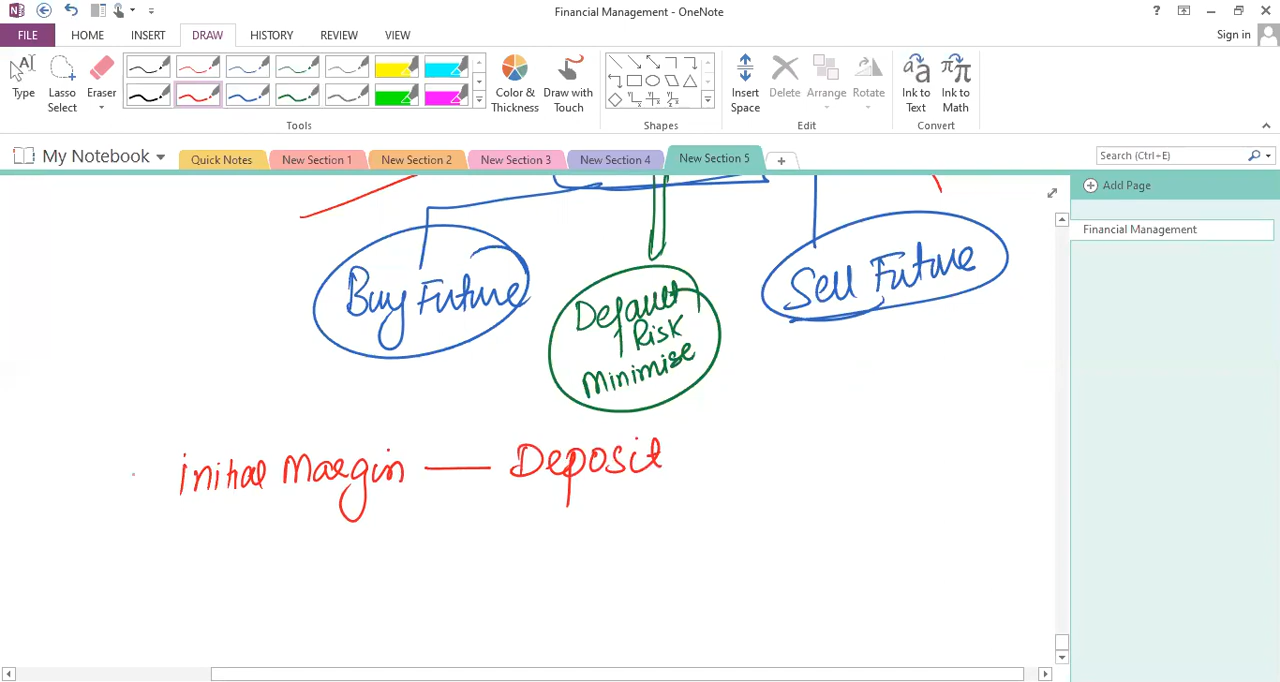 Financial Management - OneNote
?
FILE
HOME
INSERT
DRAW
HISTORY
REVIEW
VIEW
Sign in
Type
Lasso
Select
Eraser
Color &
Thickness
Draw with
Touch
Insert
Space
Delete
Arrange
Rotate
Ink to
Text
Ink to
Math
Tools
Shapes
Edit
Convert
My Notebook
Quick Notes
New Section 1
New Section 2
New Section 3
New Section 4
New Section 5
Search (Ctrl+E)
Add Page
Financial Management
Buy Future
Default
Risk
Minimise
Sell Future
initial Margin — Deposit